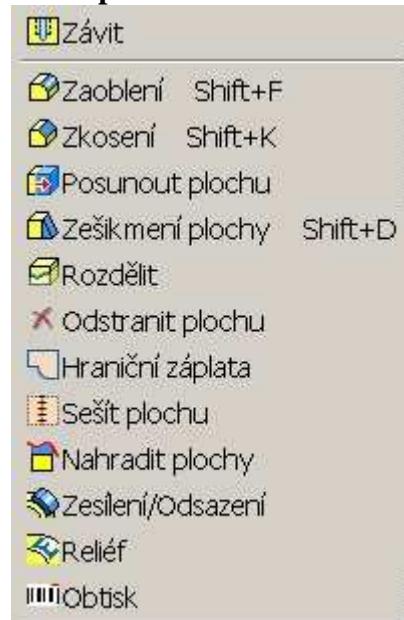 Závit
Zaoblení Shift+F
Zkosení Shift+K
Posunout plochu
Zešikmení plochy Shift+D
Rozdělit
Odstranit plochu
Hraniční záplata
Sešít plochu
Nahradit plochy
Zesílení/Odsazení
Reliéf
Obtisk